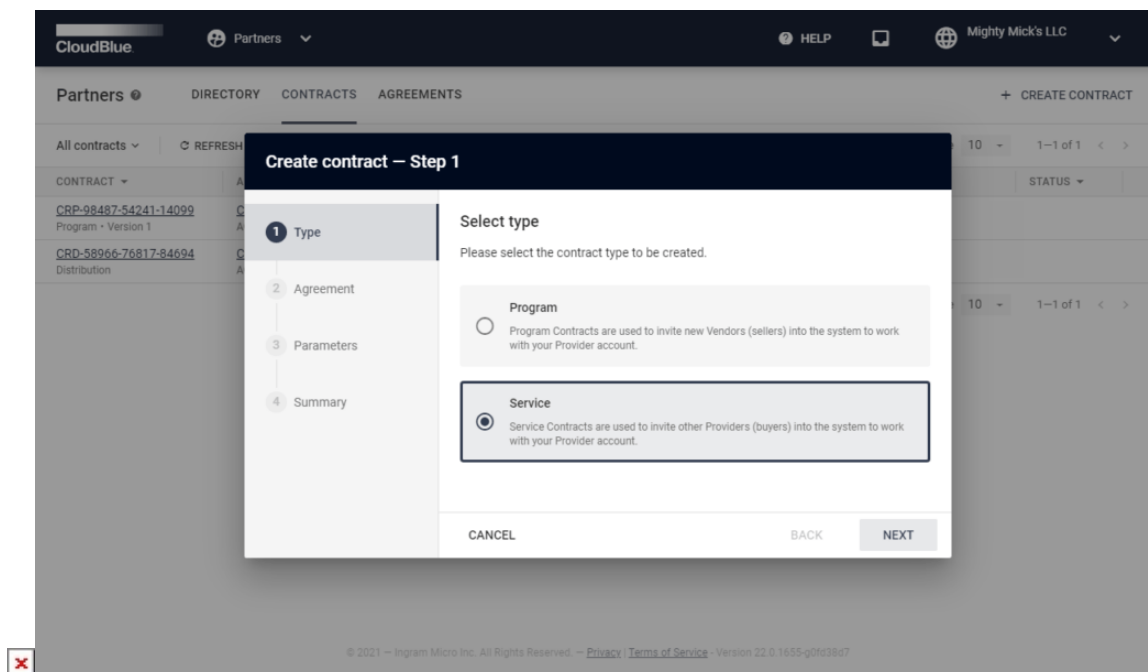 CloudBlue
Partners
HELP
Mighty Mick's LLC
Partners
DIRECTORY
CONTRACTS
AGREEMENTS
+ CREATE CONTRACT
All contracts
REFRESH
10
1—1 of 1
CONTRACT
A
STATUS
CRP-98487-54241-14099
C
Program • Version 1
A
CRD-58966-76817-84694
C
Distribution
A
10
1—1 of 1
Create contract — Step 1
1 Type
2 Agreement
3 Parameters
4 Summary
Select type
Please select the contract type to be created.
Program
Program Contracts are used to invite new Vendors (sellers) into the system to work
with your Provider account.
Service
Service Contracts are used to invite other Providers (buyers) into the system to work
with your Provider account.
CANCEL
BACK
NEXT
© 2021 — Ingram Micro Inc. All Rights Reserved. — Privacy | Terms of Service - Version 22.0.1655-g0fd38d7